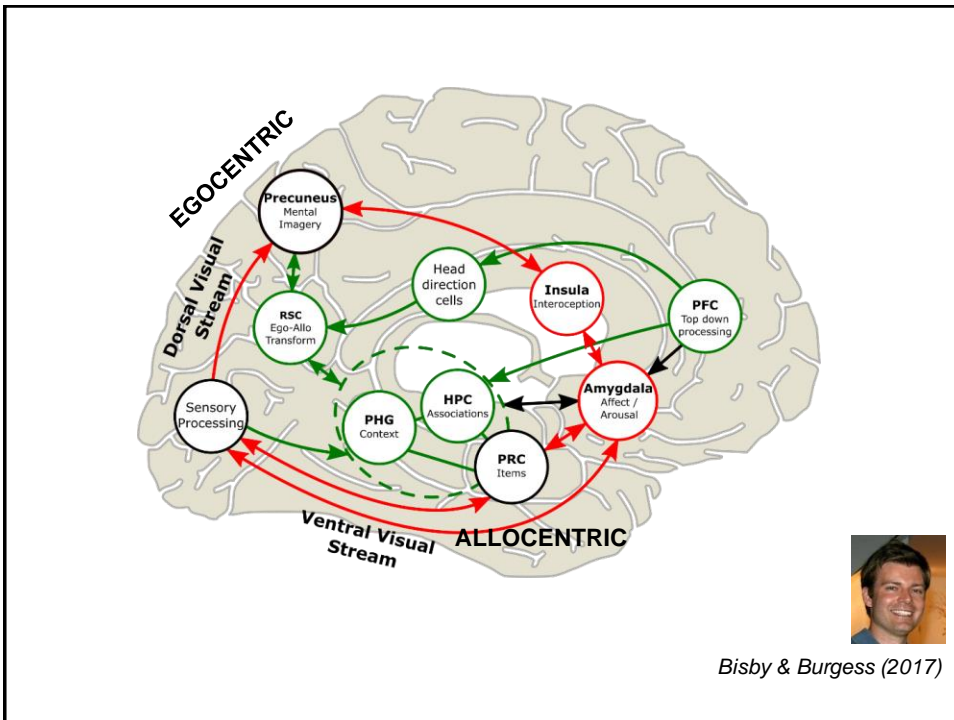 EGOCENTRIC
Precuneus
Mental
Imagery
Dorsal Visual
Stream
RSC
Ego-Allo
Transform
Head
direction
cells
Insula
Interoception
PFC
Top down
processing
Sensory
Processing
PHG
Context
HPC
Associations
Amygdala
Affect /
Arousal
PRC
Items
Ventral Visual
Stream
ALLOCENTRIC
Bisby & Burgess (2017)